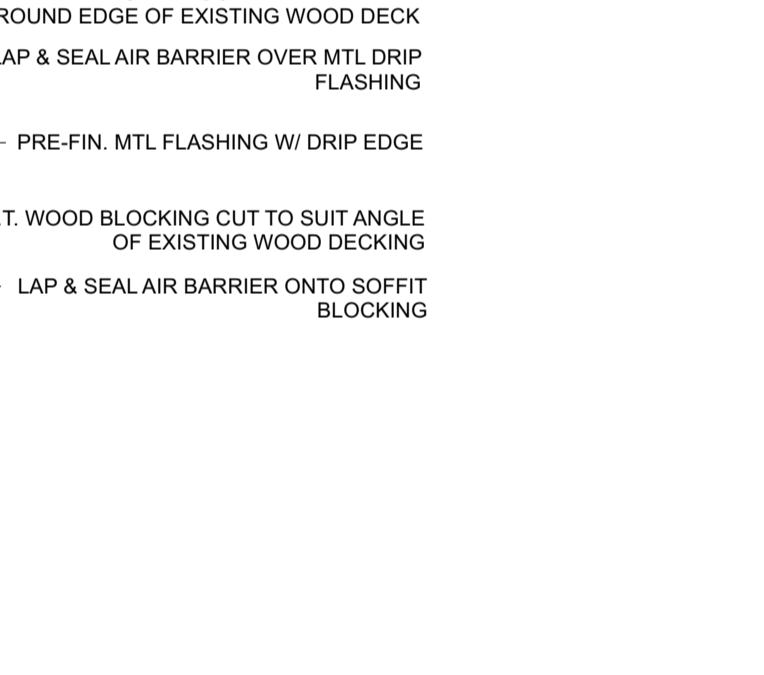 ROUND EDGE OF EXISTING WOOD DECK
LAP & SEAL AIR BARRIER OVER MTL DRIP
FLASHING
PRE-FIN. MTL FLASHING W/ DRIP EDGE
T. WOOD BLOCKING CUT TO SUIT ANGLE
OF EXISTING WOOD DECKING
LAP & SEAL AIR BARRIER ONTO SOFFIT
BLOCKING